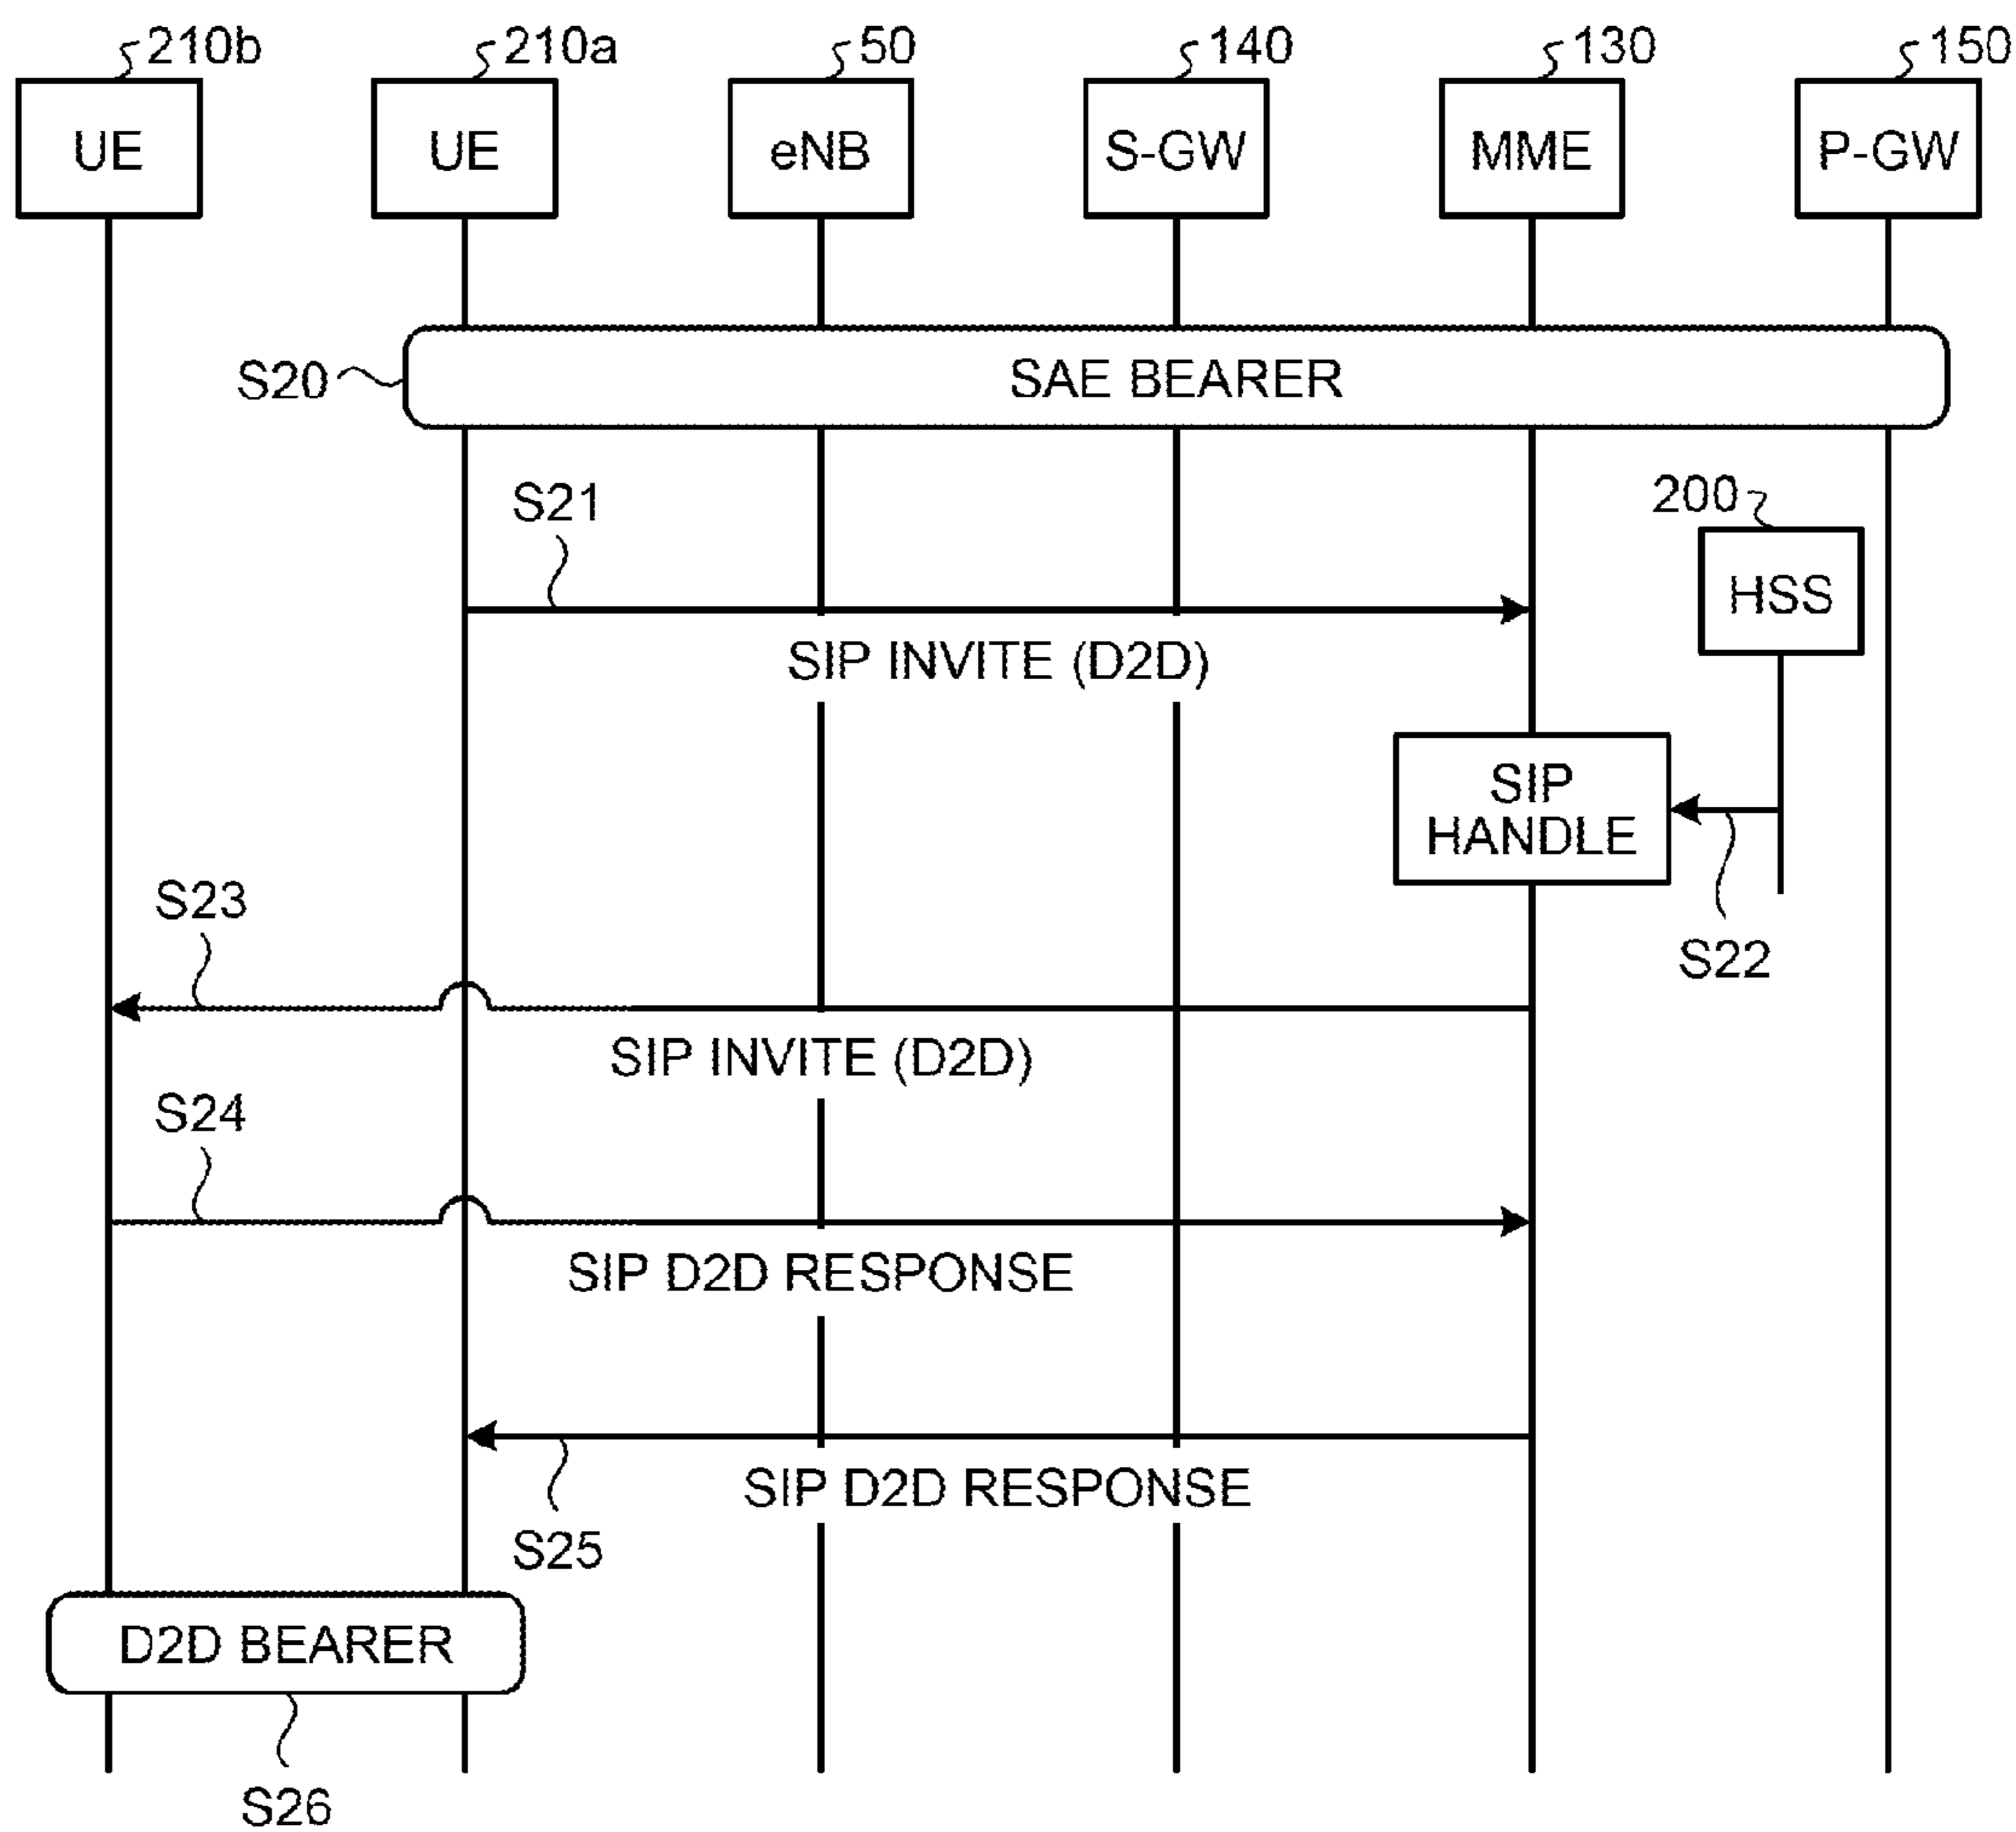 210b 210a 50 140 130 150
UE UE eNB S-GW MME P-GW
SAE BEARER
S20
S21
200
HSS
SIP INVITE (D2D)
SIP
HANDLE
S22
S23
SIP INVITE (D2D)
S24
SIP D2D RESPONSE
SIP D2D RESPONSE
S25
D2D BEARER
S26